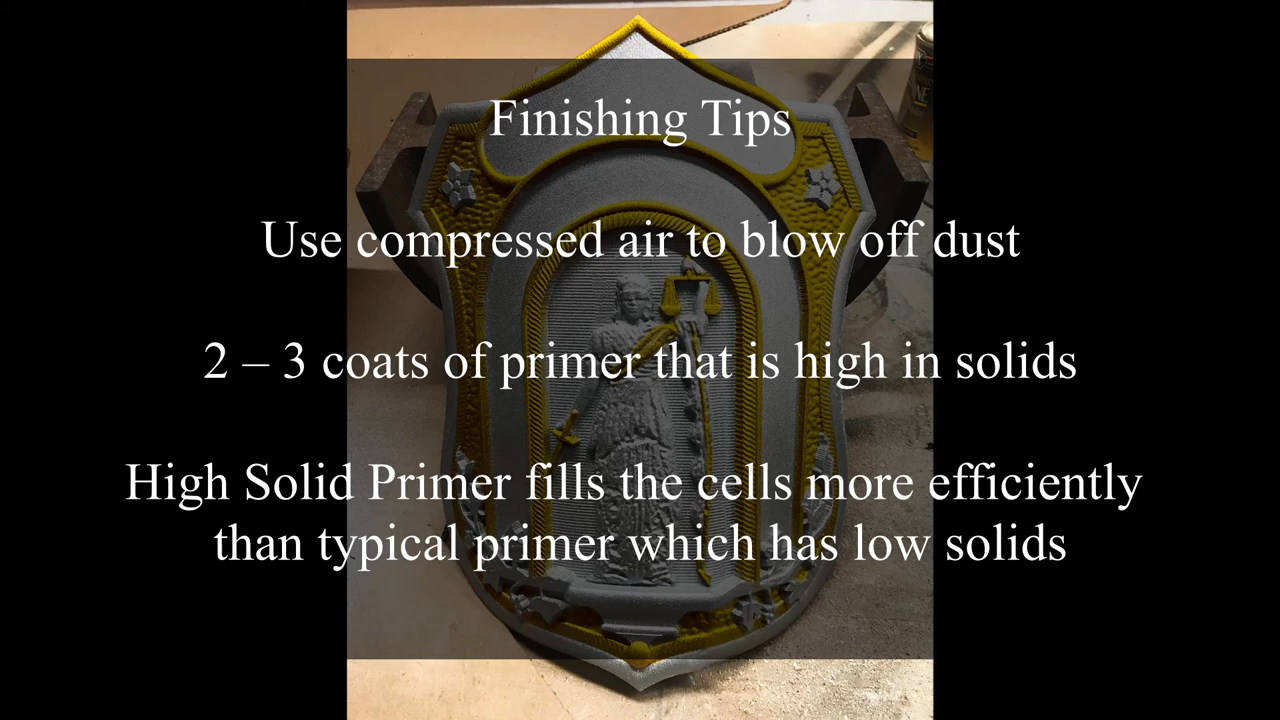 Finishing Tips
Use compressed air to blow off dust
2 – 3 coats of primer that is high in solids
High Solid Primer fills the cells more efficiently
than typical primer which has low solids